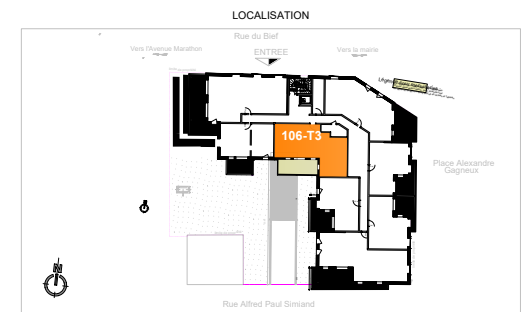 LOCALISATION
Rue du Bief
Vers l'Avenue Marathon
ENTREE
Vers la mairie
106-T3
Place Alexandre
Gagneux
N
Rue Alfred Paul Simiand